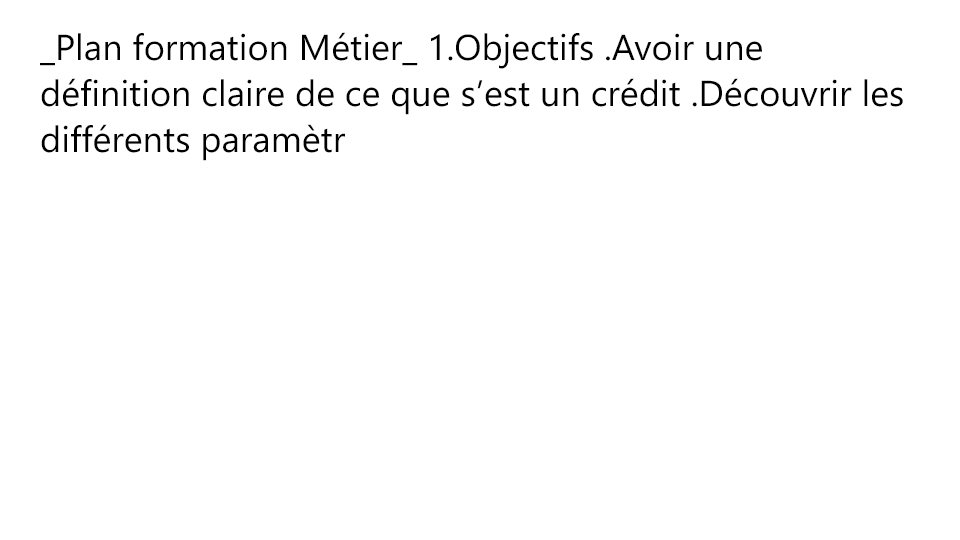 _Plan formation Métier_ 1.Objectifs .Avoir une
définition claire de ce que s’est un crédit .Découvrir les
différents paramètr